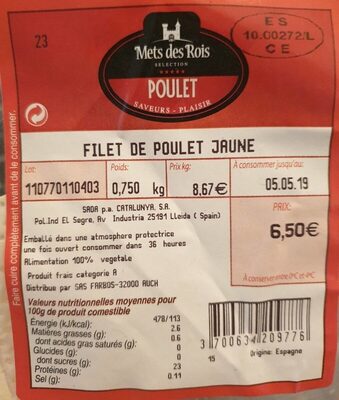 23
Mets des Rois
SELECTION
POULET
SAVEURS - PLAISIR
ES
10.00272/L
CE
FILET DE POULET JAUNE
Lot: Poids: Prix kg: A consommer jusqu'au:
110770110403 0,750 kg 8.67€ 05.05.19
SADA p.a. CATALUNYA, S.A.
Pol.Ind EL Segre, Av Industria 25191 Lleida ( Spain)
PRIX:
6,50€
Emballé dans une atmosphere protectrice
une fois ouvert consommer dans 36 heures
Alimentation 100% vegetale
Produit frais categorie A
Distribue par SAS FARBOS-32000 AUCH
A conserver entre 0ºC et 4ºC
Valeurs nutritionnelles moyennes pour
100g de produit comestible
Énergie (kJ/kcal): 478/113
Matières grasses (g) 2.6
dont acides gras saturés (g) 0.6
Glucides (g) 0
dont sucres (g) 0
Protéines (g) 23
Sel (g): 0.11
3 700634 209776
15 Origine: Espagne
Faire cuire complètement avant de le consommer.